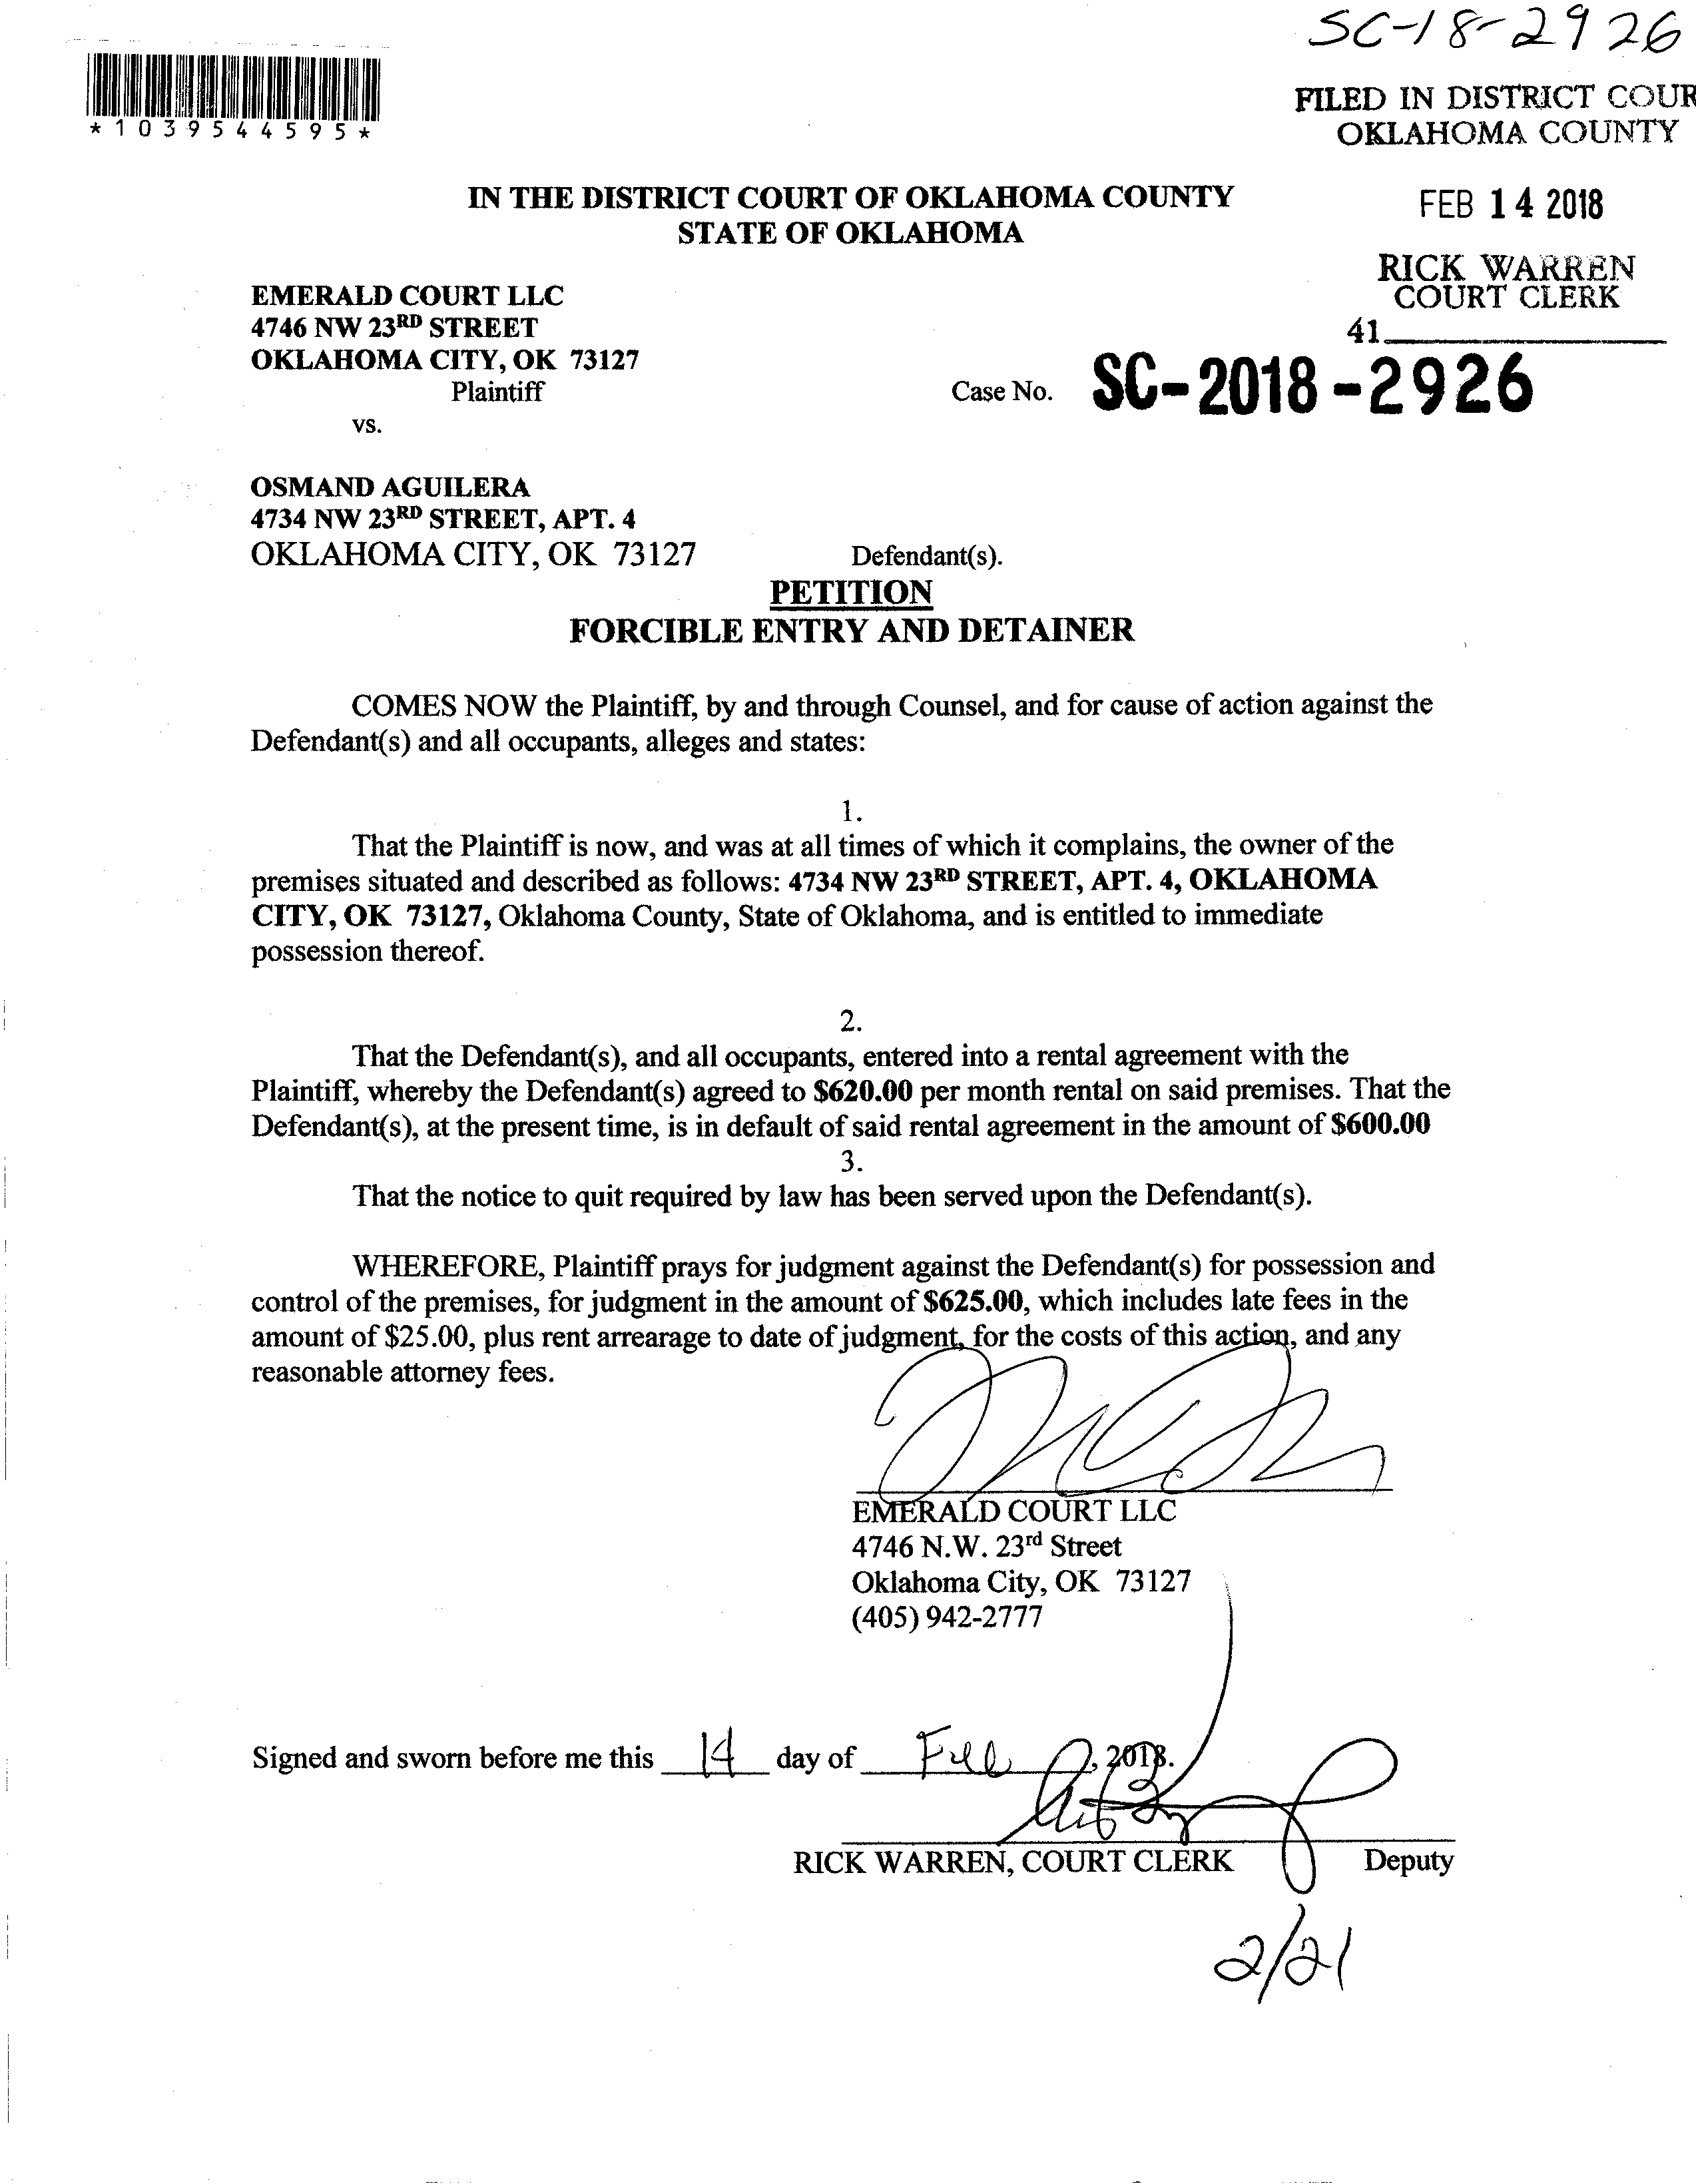 SC-18-2926
*1039544595*
FILED IN DISTRICT COUR
OKLAHOMA COUNTY
FEB 14 2018
RICK WARREN
COURT CLERK
41
IN THE DISTRICT COURT OF OKLAHOMA COUNTY
STATE OF OKLAHOMA
EMERALD COURT LLC
4746 NW 23RD STREET
OKLAHOMA CITY, OK 73127
Plaintiff
Case No. SC-2018-2926
vs.
OSMAND AGUILERA
4734 NW 23RD STREET, APT. 4
OKLAHOMA CITY, OK 73127 Defendant(s).
PETITION
FORCIBLE ENTRY AND DETAINER
COMES NOW the Plaintiff, by and through Counsel, and for cause of action against the
Defendant(s) and all occupants, alleges and states:
1.
That the Plaintiff is now, and was at all times of which it complains, the owner of the
premises situated and described as follows: 4734 NW 23RD STREET, APT. 4, OKLAHOMA
CITY, OK 73127, Oklahoma County, State of Oklahoma, and is entitled to immediate
possession thereof.
2.
That the Defendant(s), and all occupants, entered into a rental agreement with the
Plaintiff, whereby the Defendant(s) agreed to $620.00 per month rental on said premises. That the
Defendant(s), at the present time, is in default of said rental agreement in the amount of $600.00
3.
That the notice to quit required by law has been served upon the Defendant(s).
WHEREFORE, Plaintiff prays for judgment against the Defendant(s) for possession and
control of the premises, for judgment in the amount of $625.00, which includes late fees in the
amount of $25.00, plus rent arrearage to date of judgment, for the costs of this action, and any
reasonable attorney fees.
EMERALD COURT LLC
4746 N.W. 23rd Street
Oklahoma City, OK 73127
(405) 942-2777
Signed and sworn before me this 14 day of Feb, 2018.
RICK WARREN, COURT CLERK Deputy
2/21